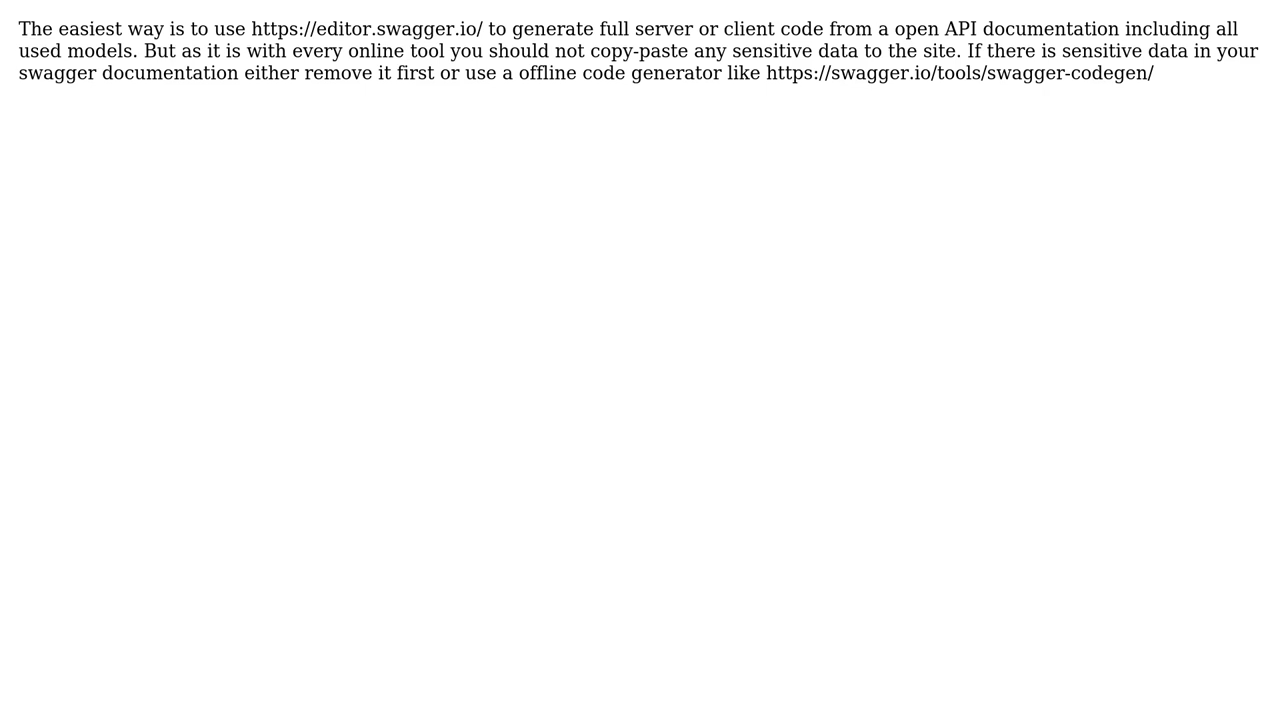 The easiest way is to use https://editor.swagger.io/ to generate full server or client code from a open API documentation including all
used models. But as it is with every online tool you should not copy-paste any sensitive data to the site. If there is sensitive data in your
swagger documentation either remove it first or use a offline code generator like https://swagger.io/tools/swagger-codegen/